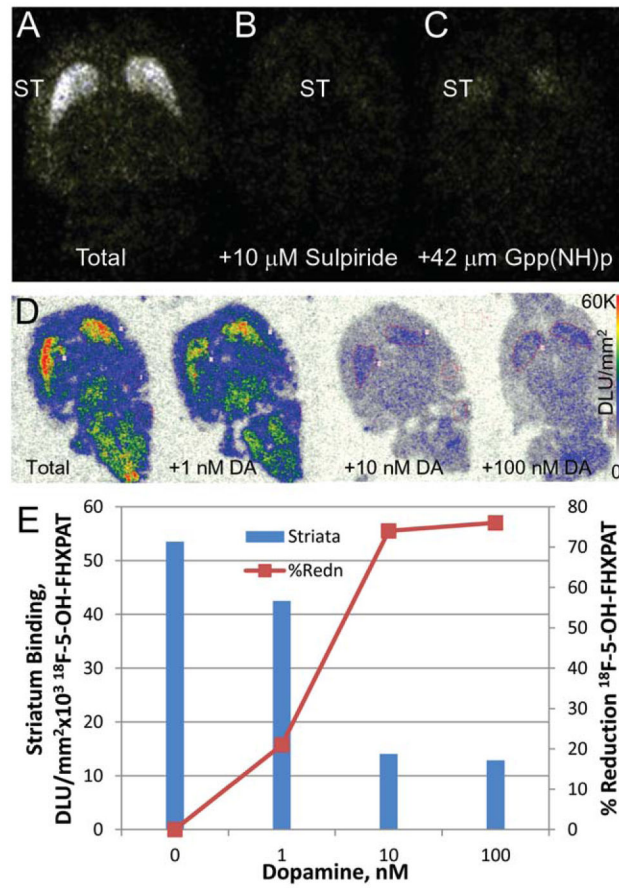 A
B
C
ST
ST
ST
Total
+10 μM Sulpiride
+42 μm Gpp(NH)p
D
60K
DLU/mm²
0
Total
+1 nM DA
+10 nM DA
+100 nM DA
E
Striatum Binding,
DLU/mm²x10³ ¹⁸F-5-OH-FHXPAT
60
50
40
30
20
10
0
Striata
%Redn
80
70
60
50
40
30
20
10
0
% Reduction ¹⁸F-5-OH-FHXPAT
0
1
10
100
Dopamine, nM